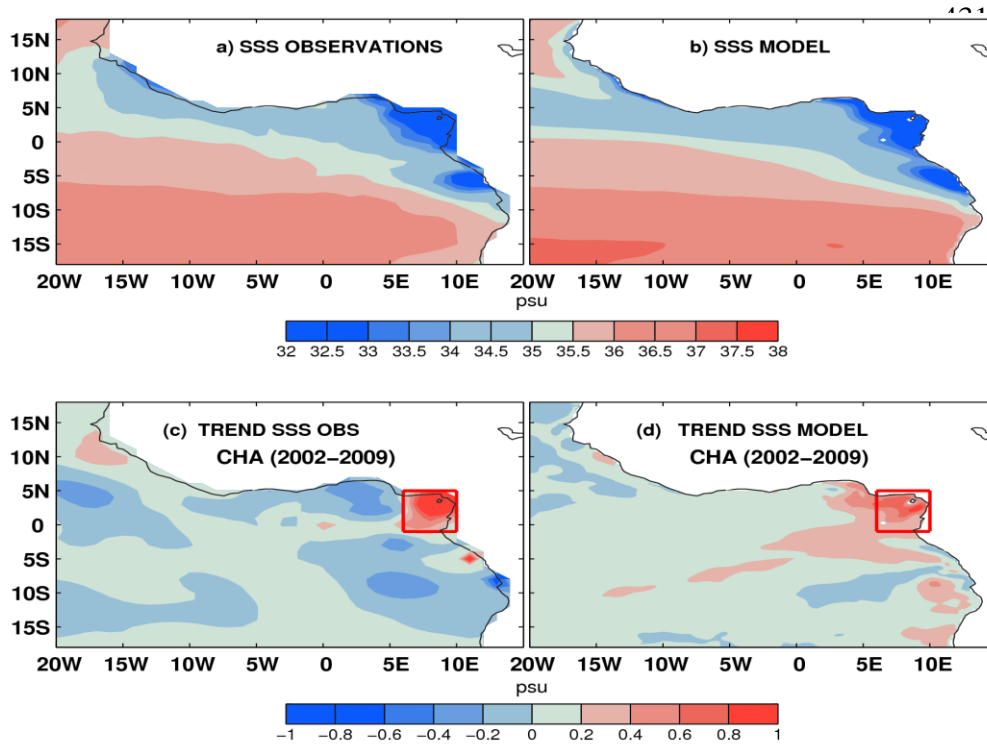 a) SSS OBSERVATIONS
b) SSS MODEL
15N
10N
5N
0
5S
10S
15S
20W 15W 10W 5W 0 5E 10E 20W 15W 10W 5W 0 5E 10E
psu
32 32.5 33 33.5 34 34.5 35 35.5 36 36.5 37 37.5 38
(c) TREND SSS OBS
CHA (2002–2009)
(d) TREND SSS MODEL
CHA (2002–2009)
15N
10N
5N
0
5S
10S
15S
20W 15W 10W 5W 0 5E 10E 20W 15W 10W 5W 0 5E 10E
psu
−1 −0.8 −0.6 −0.4 −0.2 0 0.2 0.4 0.6 0.8 1